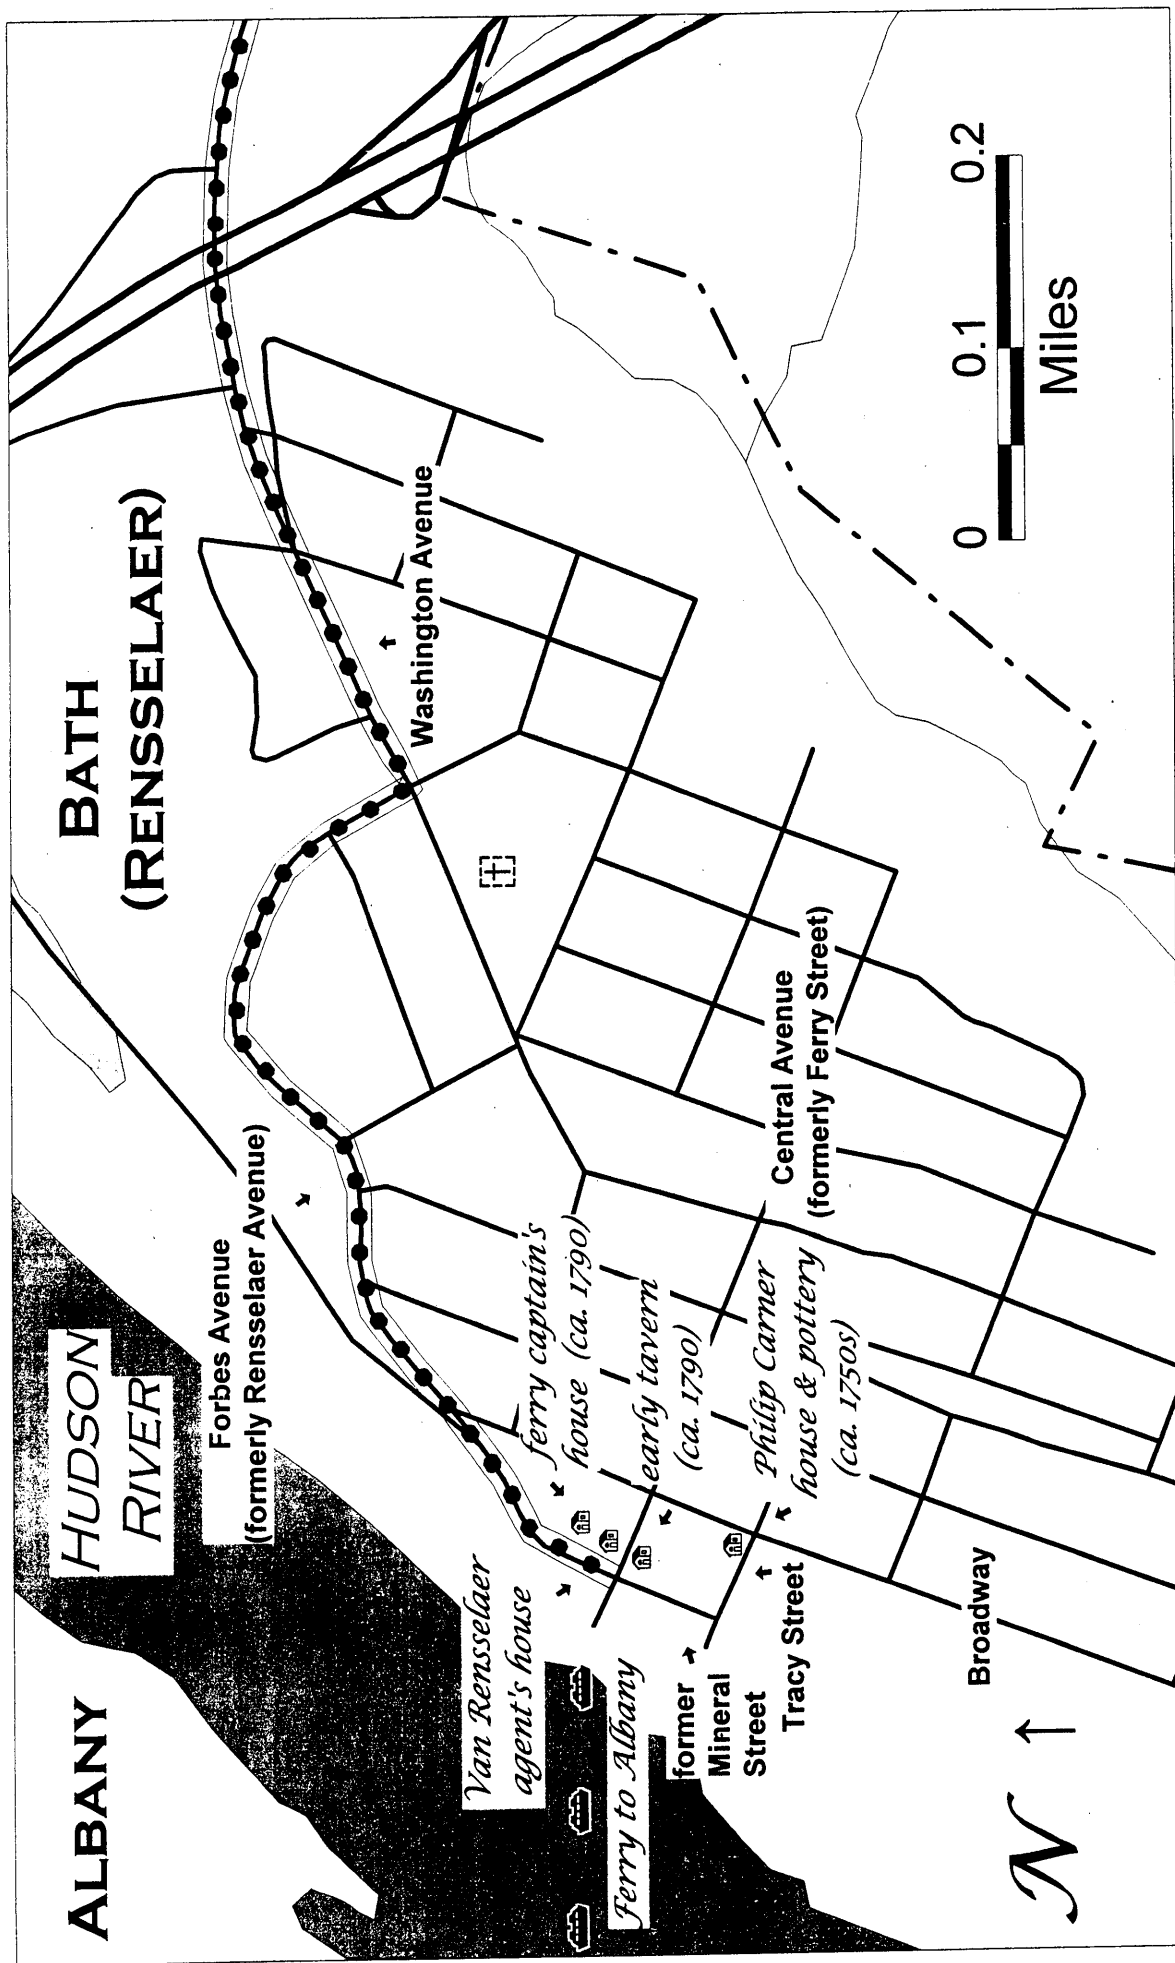 ALBANY
HUDSON
RIVER
BATH
(RENSSELAER)
Forbes Avenue
(formerly Rensselaer Avenue)
Washington Avenue
Van Rensselaer
agent's house
ferry captain's
house (ca. 1790)
Ferry to Albany
early tavern
(ca. 1790)
former
Mineral
Street
Tracy Street
Philip Carner
house & pottery
(ca. 1750s)
Central Avenue
(formerly Ferry Street)
Broadway
N
0 0.1 0.2
Miles